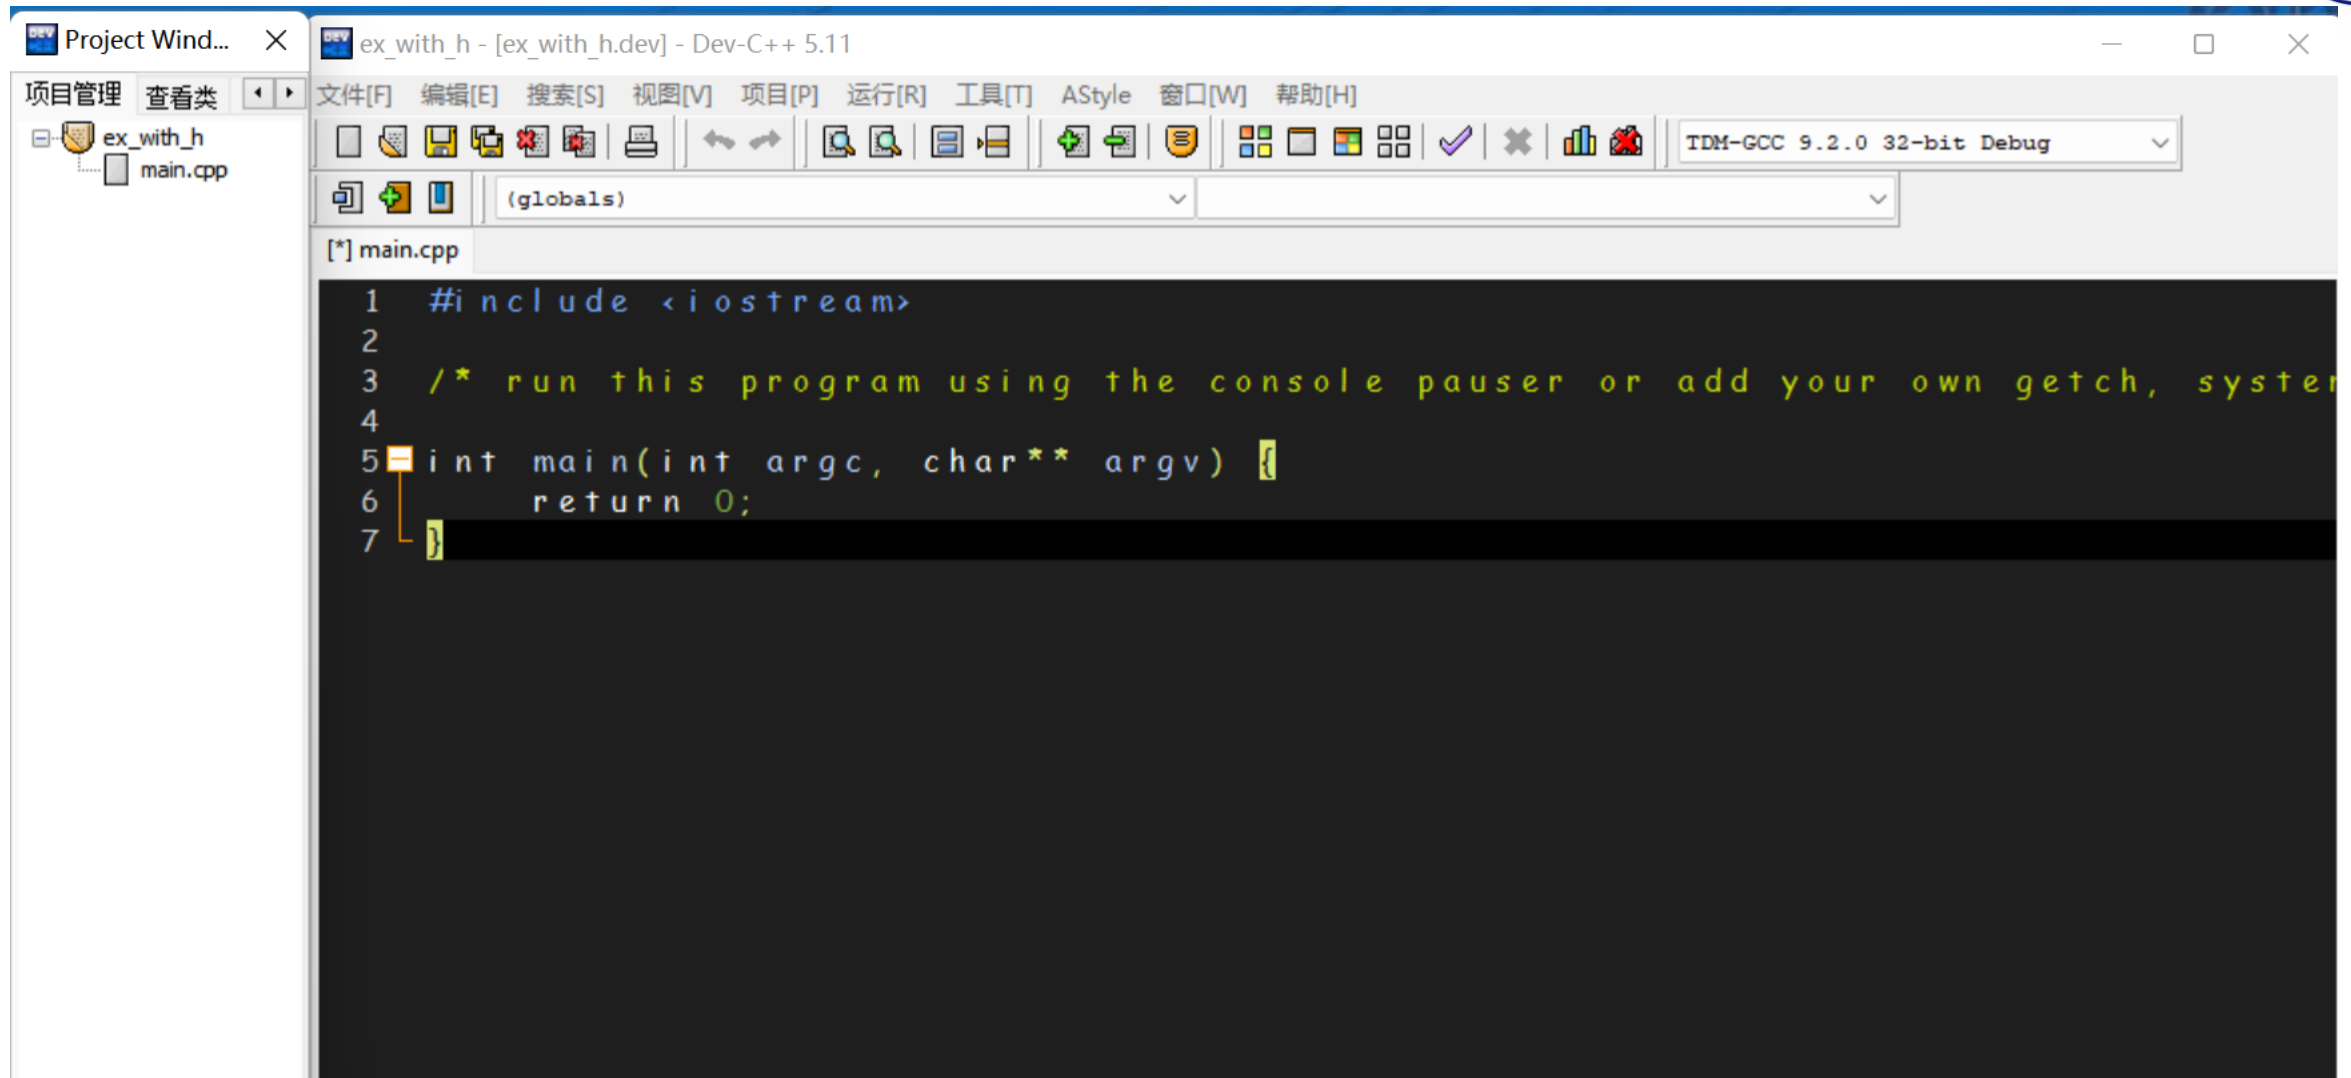 Project Wind...
ex_with_h - [ex_with_h.dev] - Dev-C++ 5.11
项目管理 查看类
文件[F] 编辑[E] 搜索[S] 视图[V] 项目[P] 运行[R] 工具[T] AStyle 窗口[W] 帮助[H]
ex_with_h
main.cpp
TDM-GCC 9.2.0 32-bit Debug
(globals)
[*] main.cpp
1 #include <iostream>
2
3 /* run this program using the console pauser or add your own getch, system
4
5 int main(int argc, char** argv) {
6 return 0;
7 }